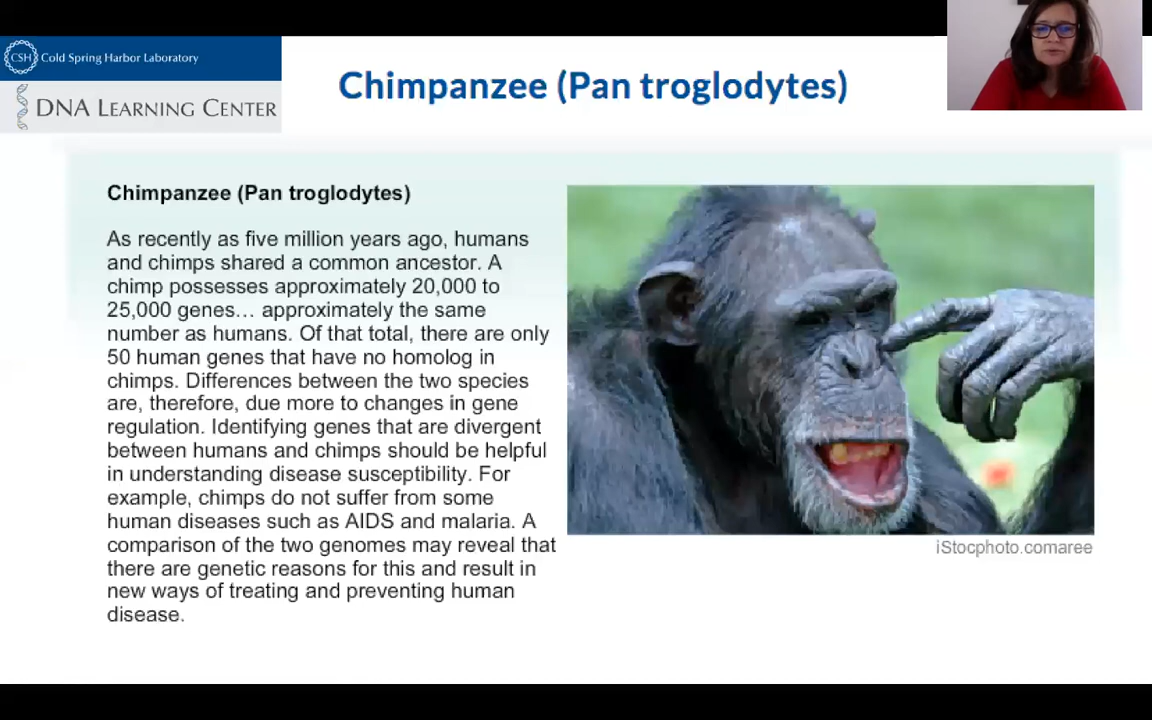 CSH Cold Spring Harbor Laboratory
DNA LEARNING CENTER
Chimpanzee (Pan troglodytes)
Chimpanzee (Pan troglodytes)
As recently as five million years ago, humans
and chimps shared a common ancestor. A
chimp possesses approximately 20,000 to
25,000 genes... approximately the same
number as humans. Of that total, there are only
50 human genes that have no homolog in
chimps. Differences between the two species
are, therefore, due more to changes in gene
regulation. Identifying genes that are divergent
between humans and chimps should be helpful
in understanding disease susceptibility. For
example, chimps do not suffer from some
human diseases such as AIDS and malaria. A
comparison of the two genomes may reveal that
there are genetic reasons for this and result in
new ways of treating and preventing human
disease.
iStocphoto.comaree